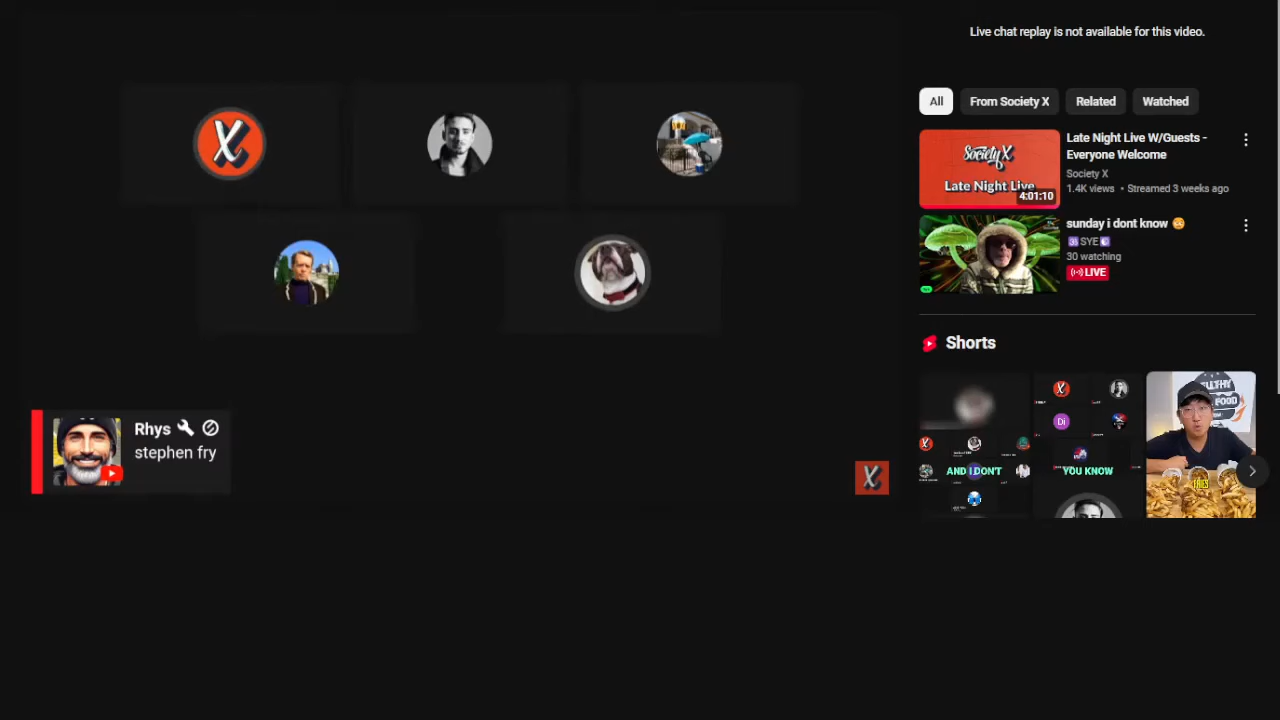 Live chat replay is not available for this video.
All
From Society X
Related
Watched
X
Society X
Late Night Live
4:01:10
Late Night Live W/Guests -
Everyone Welcome
Society X
1.4K views • Streamed 3 weeks ago
sunday i dont know 🥴
SYE
30 watching
LIVE
Shorts
AND I DON'T
YOU KNOW
Di
FRIES
Rhys
stephen fry
X